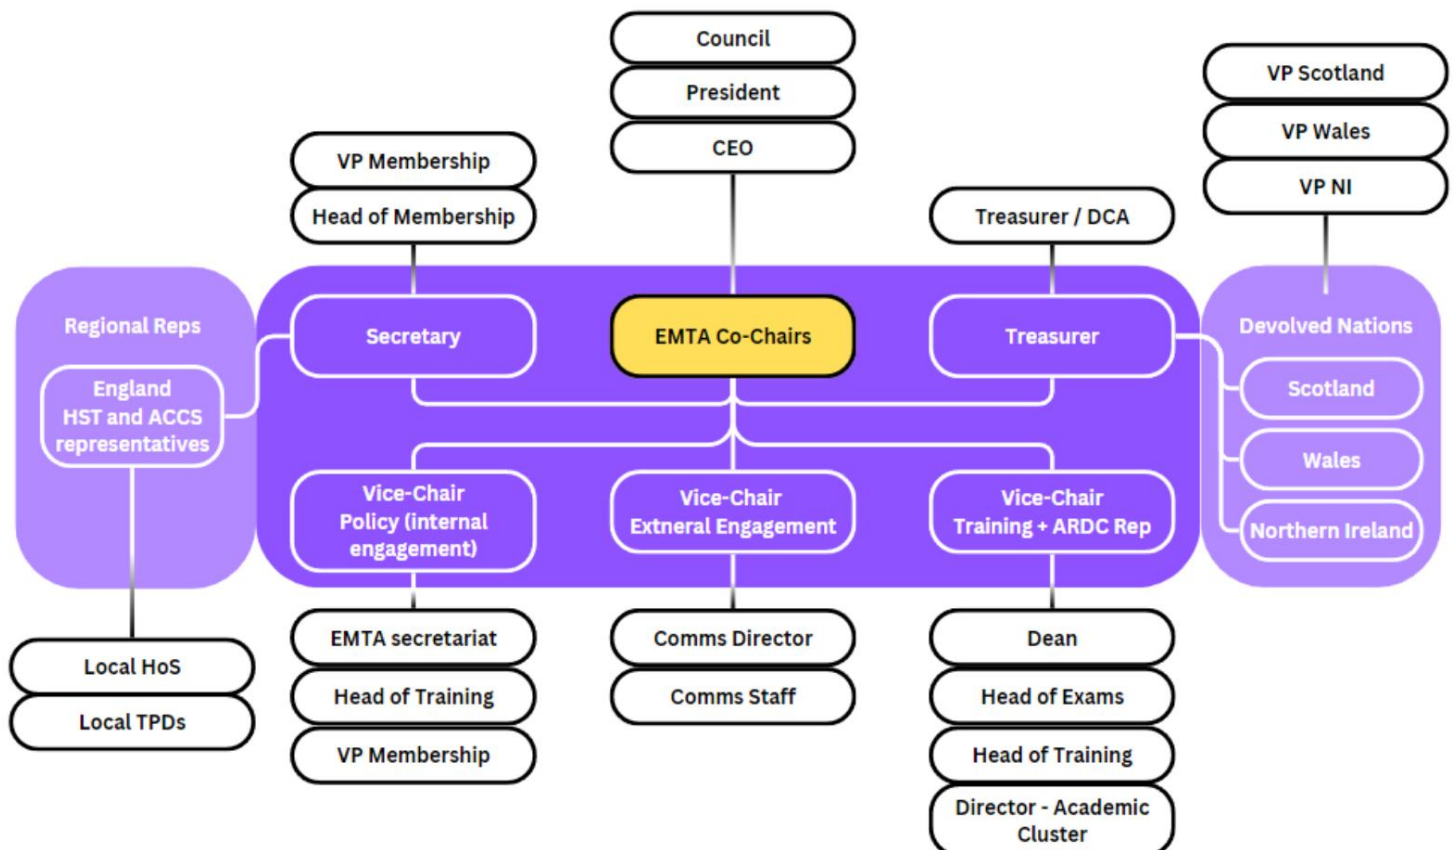 Council
President
CEO
VP Scotland
VP Wales
VP NI
VP Membership
Head of Membership
Treasurer / DCA
Regional Reps
England
HST and ACCS
representatives
Secretary
EMTA Co-Chairs
Treasurer
Devolved Nations
Scotland
Wales
Northern Ireland
Vice-Chair
Policy (internal
engagement)
Vice-Chair
Extneral Engagement
Vice-Chair
Training + ARDC Rep
Local HoS
Local TPDs
EMTA secretariat
Head of Training
VP Membership
Comms Director
Comms Staff
Dean
Head of Exams
Head of Training
Director - Academic
Cluster